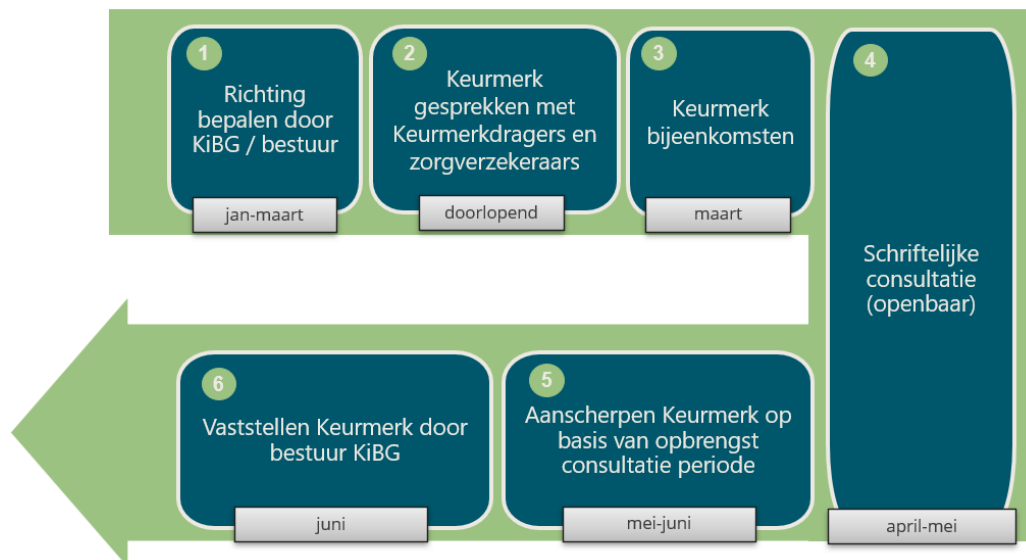 1
Richting
bepalen door
KiBG / bestuur
jan-maart
2
Keurmerk
gesprekken met
Keurmerkdragers en
zorgverzekeraars
doorlopend
3
Keurmerk
bijeenkomsten
maart
4
Schriftelijke
consultatie
(openbaar)
april-mei
5
Aanscherpen Keurmerk op
basis van opbrengst
consultatie periode
mei-juni
6
Vaststellen Keurmerk door
bestuur KiBG
juni